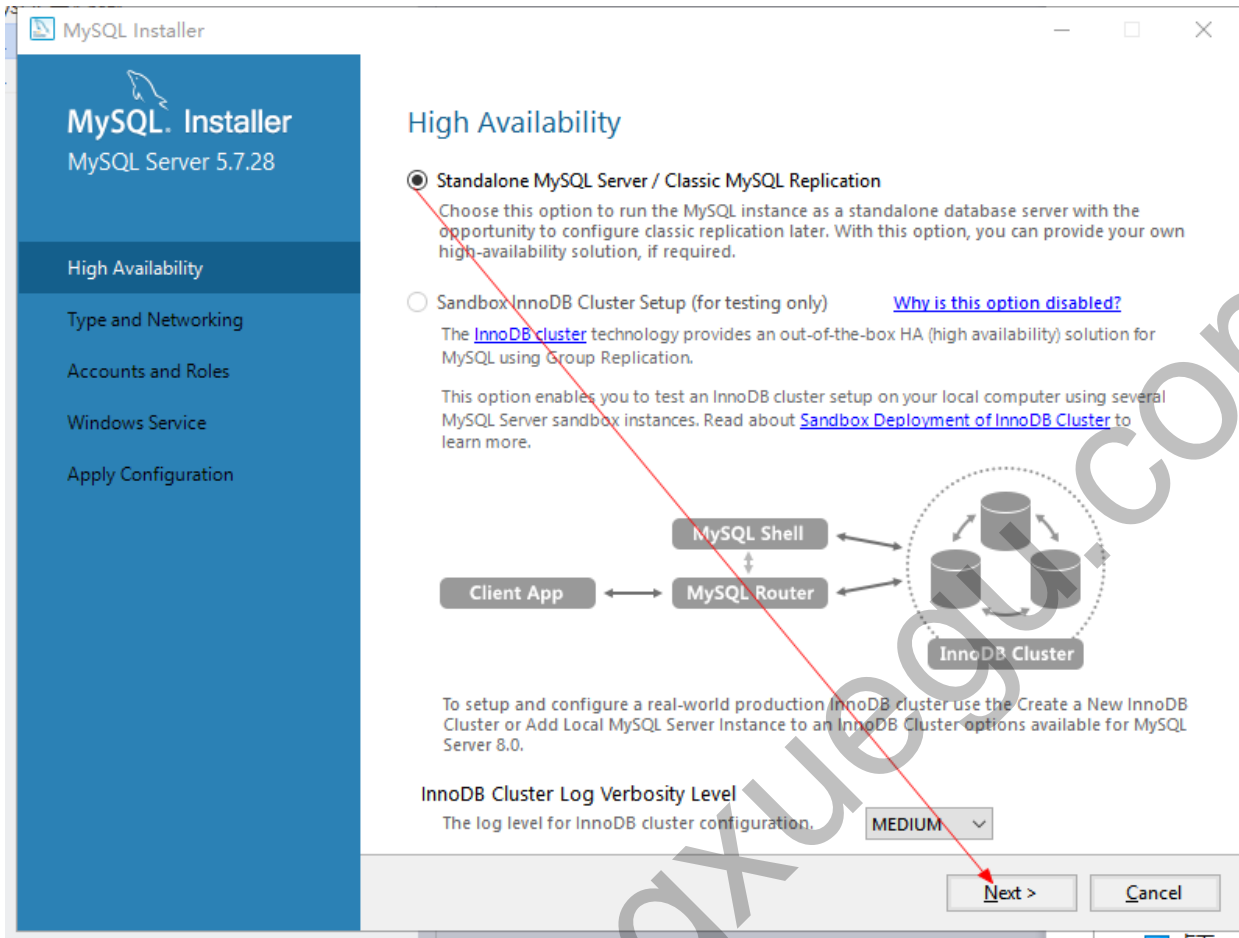 MySQL Installer
MySQL. Installer
MySQL Server 5.7.28
High Availability
Type and Networking
Accounts and Roles
Windows Service
Apply Configuration
High Availability
Standalone MySQL Server / Classic MySQL Replication
Choose this option to run the MySQL instance as a standalone database server with the
opportunity to configure classic replication later. With this option, you can provide your own
high-availability solution, if required.
Sandbox InnoDB Cluster Setup (for testing only) Why is this option disabled?
The InnoDB cluster technology provides an out-of-the-box HA (high availability) solution for
MySQL using Group Replication.
This option enables you to test an InnoDB cluster setup on your local computer using several
MySQL Server sandbox instances. Read about Sandbox Deployment of InnoDB Cluster to
learn more.
MySQL Shell
Client App
MySQL Router
InnoDB Cluster
To setup and configure a real-world production InnoDB cluster use the Create a New InnoDB
Cluster or Add Local MySQL Server Instance to an InnoDB Cluster options available for MySQL
Server 8.0.
InnoDB Cluster Log Verbosity Level
The log level for InnoDB cluster configuration. MEDIUM
Next > Cancel
axuegu.com